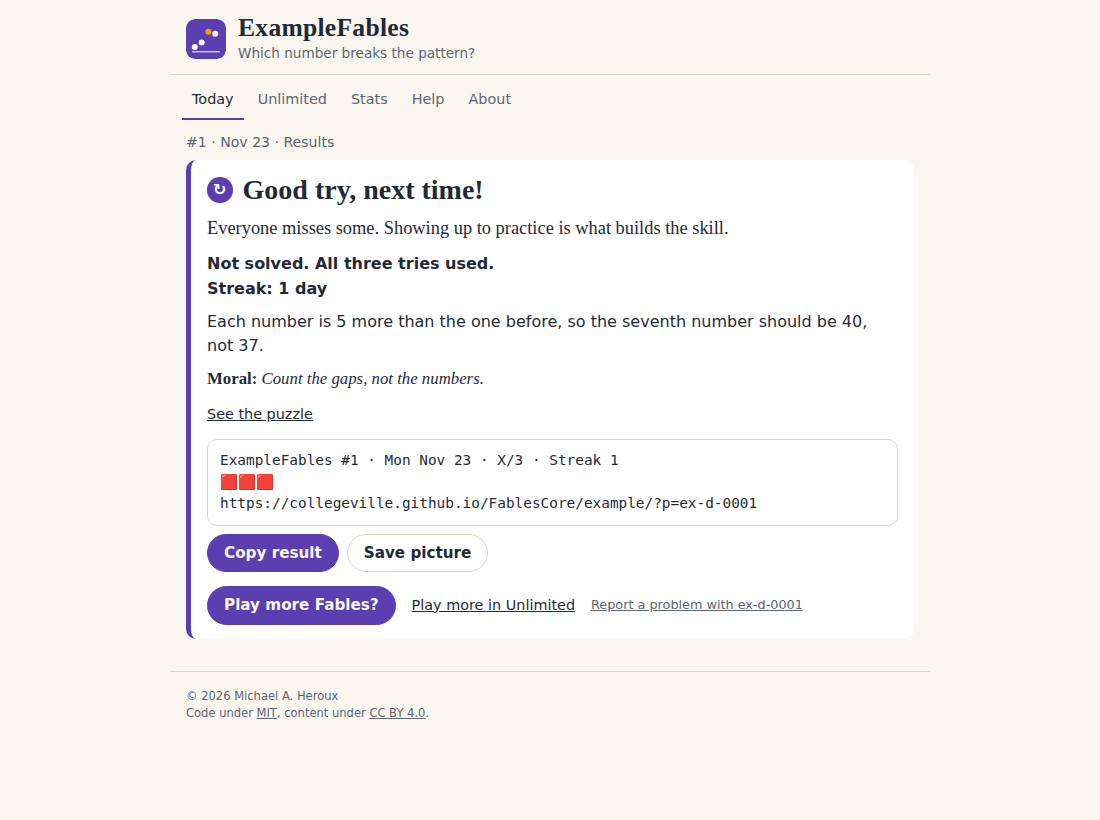 ExampleFables
Which number breaks the pattern?
Today Unlimited Stats Help About
#1 · Nov 23 · Results
↻ Good try, next time!
Everyone misses some. Showing up to practice is what builds the skill.
Not solved. All three tries used.
Streak: 1 day
Each number is 5 more than the one before, so the seventh number should be 40,
not 37.
Moral: Count the gaps, not the numbers.
See the puzzle
ExampleFables #1 · Mon Nov 23 · X/3 · Streak 1
🟥🟥🟥
https://collegeville.github.io/FablesCore/example/?p=ex-d-0001
Copy result Save picture
Play more Fables? Play more in Unlimited Report a problem with ex-d-0001
© 2026 Michael A. Heroux
Code under MIT, content under CC BY 4.0.